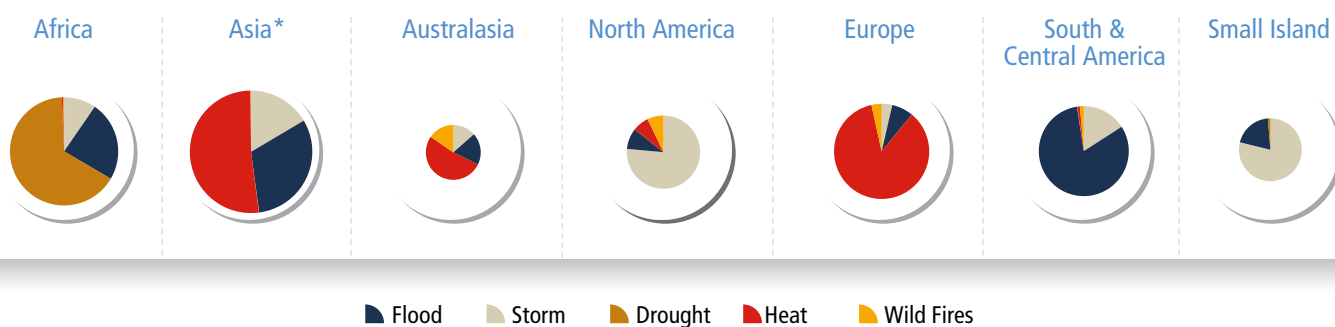 Africa
Asia*
Australasia
North America
Europe
South &
Central America
Small Island
Flood
Storm
Drought
Heat
Wild Fires